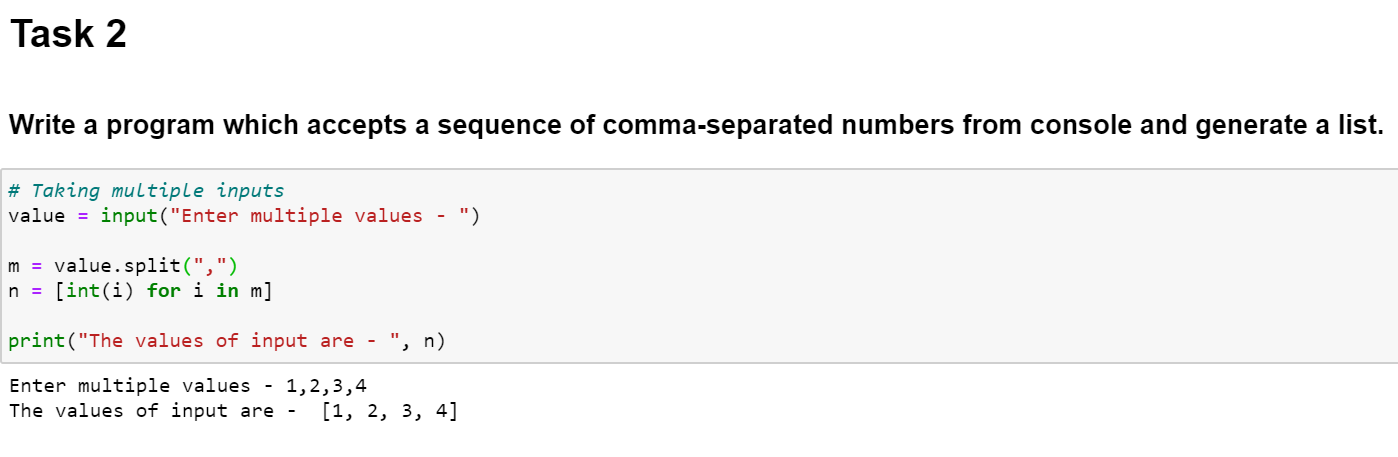 Task 2
Write a program which accepts a sequence of comma-separated numbers from console and generate a list.
# Taking multiple inputs
value = input("Enter multiple values - ")
m = value.split(",")
n = [int(i) for i in m]
print("The values of input are - ", n)
Enter multiple values - 1,2,3,4
The values of input are -  [1, 2, 3, 4]